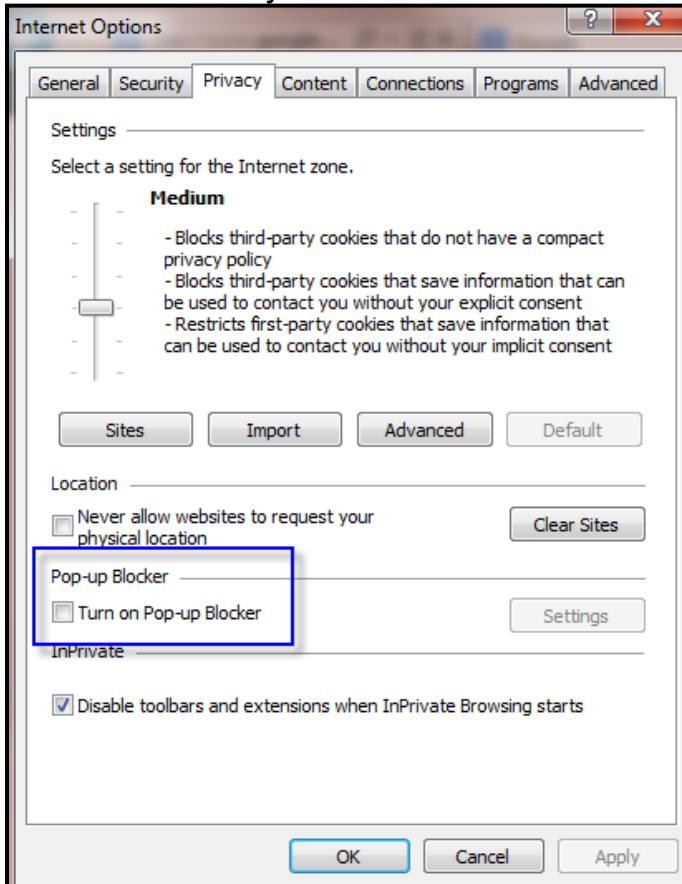 Internet Options
General Security Privacy Content Connections Programs Advanced
Settings
Select a setting for the Internet zone.
Medium
- Blocks third-party cookies that do not have a compact
privacy policy
- Blocks third-party cookies that save information that can
be used to contact you without your explicit consent
- Restricts first-party cookies that save information that
can be used to contact you without your implicit consent
Sites Import Advanced Default
Location
Never allow websites to request your
physical location
Clear Sites
Pop-up Blocker
Turn on Pop-up Blocker
Settings
InPrivate
Disable toolbars and extensions when InPrivate Browsing starts
OK Cancel Apply